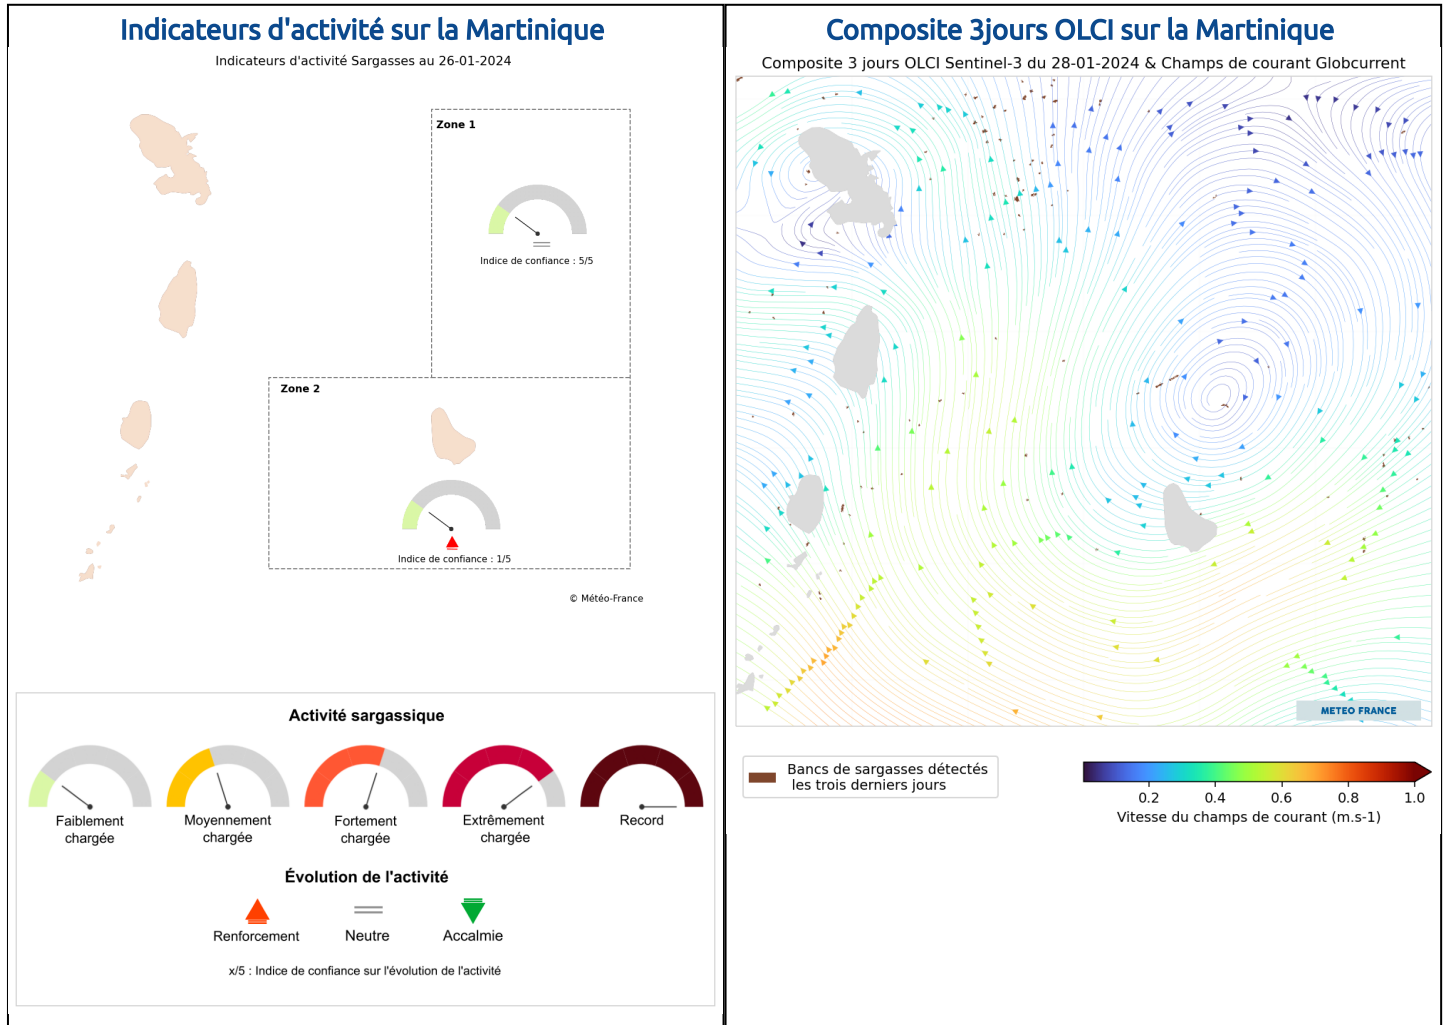 Indicateurs d'activité sur la Martinique
Indicateurs d'activité Sargasses au 26-01-2024
Zone 1
Indice de confiance : 5/5
Zone 2
Indice de confiance : 1/5
© Météo-France
Activité sargassique
Faiblement
chargée
Moyennement
chargée
Fortement
chargée
Extrêmement
chargée
Record
Évolution de l'activité
Renforcement
Neutre
Accalmie
x/5 : Indice de confiance sur l'évolution de l'activité
Composite 3jours OLCI sur la Martinique
Composite 3 jours OLCI Sentinel-3 du 28-01-2024 & Champs de courant Globcurrent
METEO FRANCE
Bancs de sargasses détectés
les trois derniers jours
0.2 0.4 0.6 0.8 1.0
Vitesse du champs de courant (m.s-1)